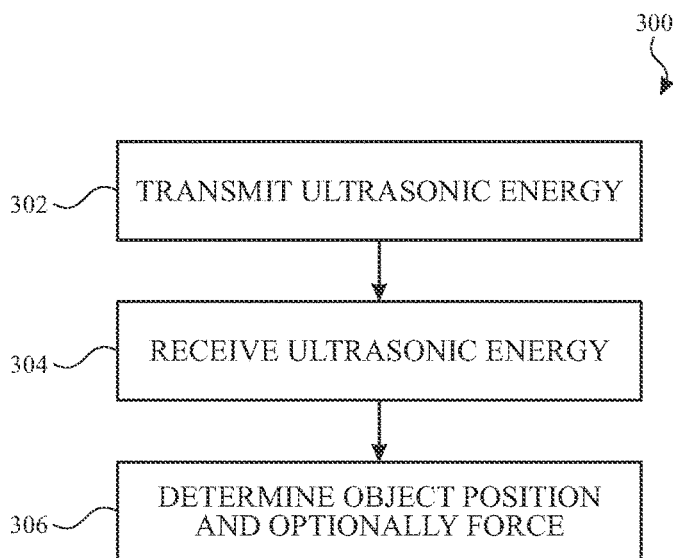 300
302
TRANSMIT ULTRASONIC ENERGY
304
RECEIVE ULTRASONIC ENERGY
306
DETERMINE OBJECT POSITION
AND OPTIONALLY FORCE